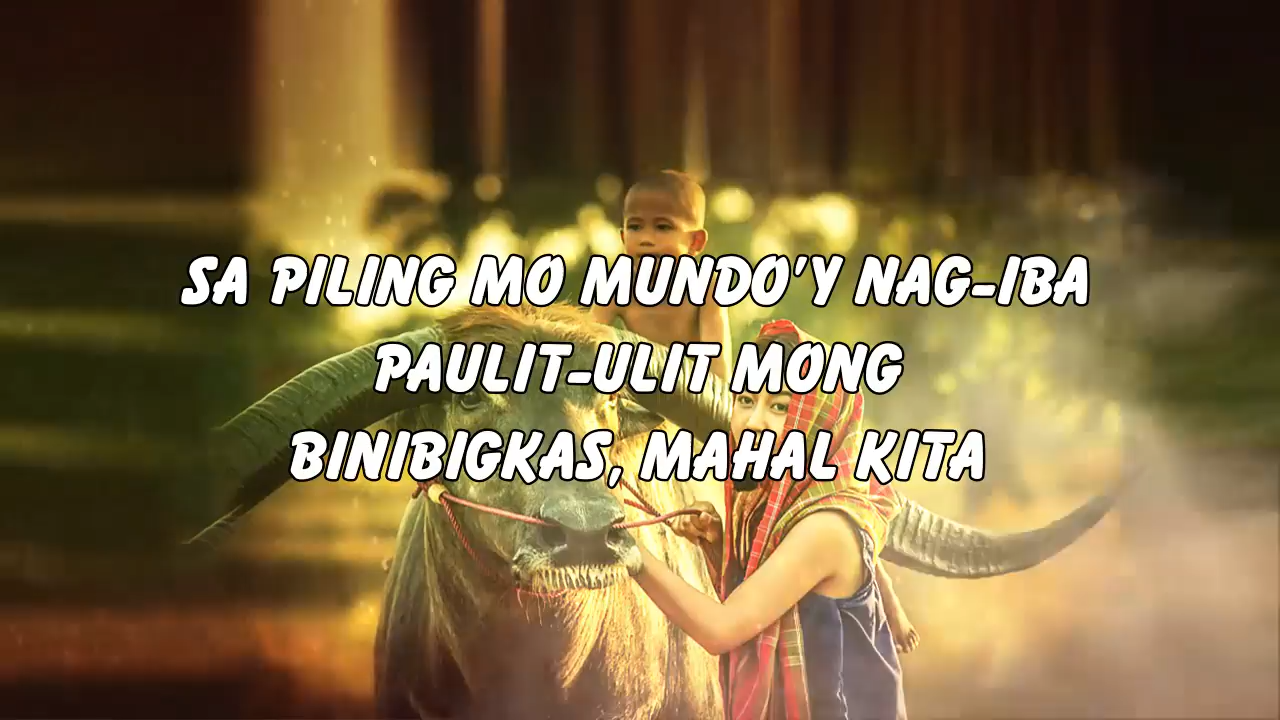 SA PILING MO MUNDO'Y NAG-IBA
PAULIT-ULIT MONG
BINIBIGKAS, MAHAL KITA